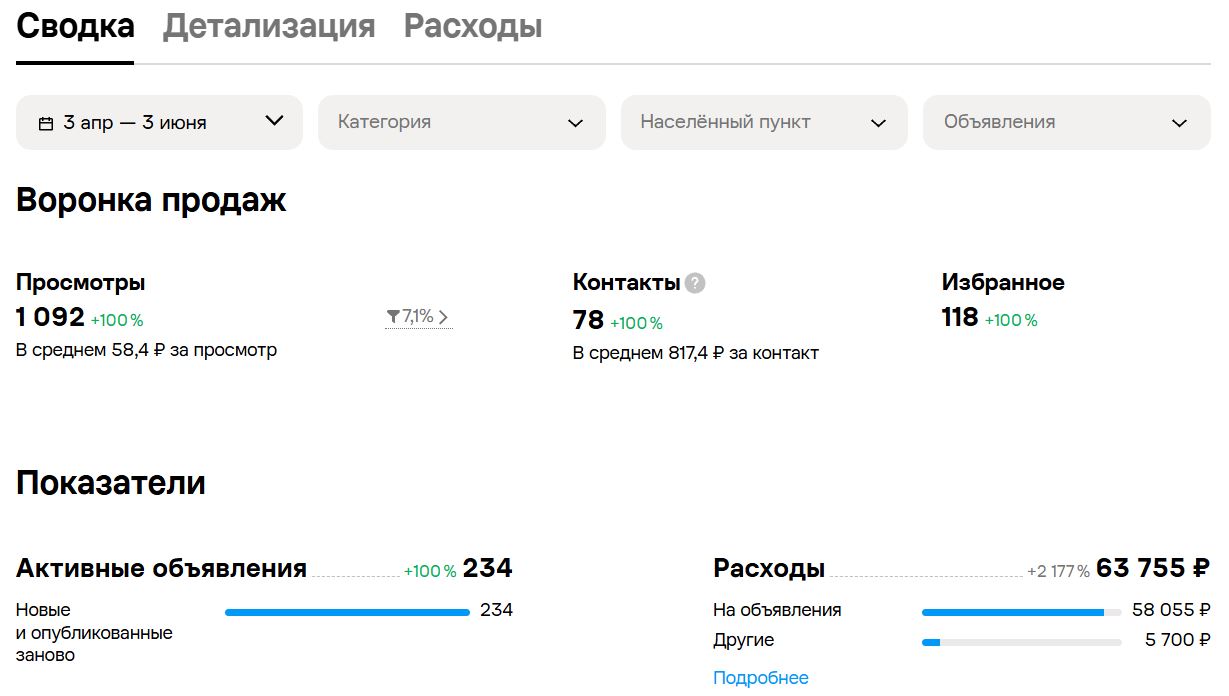 Сводка Детализация Расходы
3 апр — 3 июня Категория Населённый пункт Объявления
Воронка продаж
Просмотры Контакты ? Избранное
1 092 +100 % 7,1% 78 +100 % 118 +100 %
В среднем 58,4 ₽ за просмотр В среднем 817,4 ₽ за контакт
Показатели
Активные объявления +100 % 234 Расходы +2 177 % 63 755 ₽
Новые 234 На объявления 58 055 ₽
и опубликованные Другие 5 700 ₽
заново
Подробнее